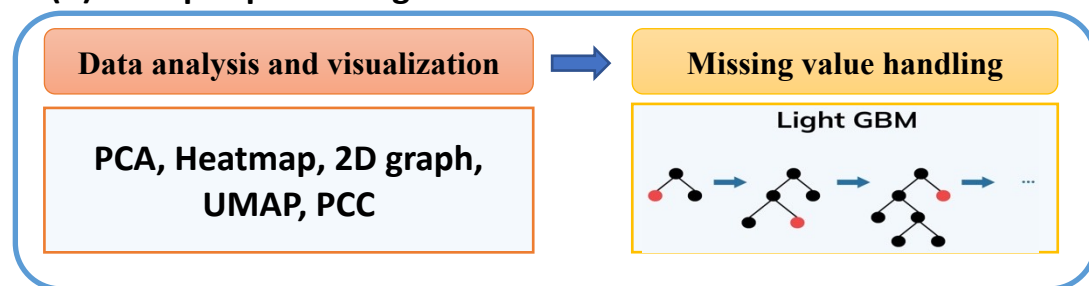 Data analysis and visualization
Missing value handling
PCA, Heatmap, 2D graph,
UMAP, PCC
Light GBM
...